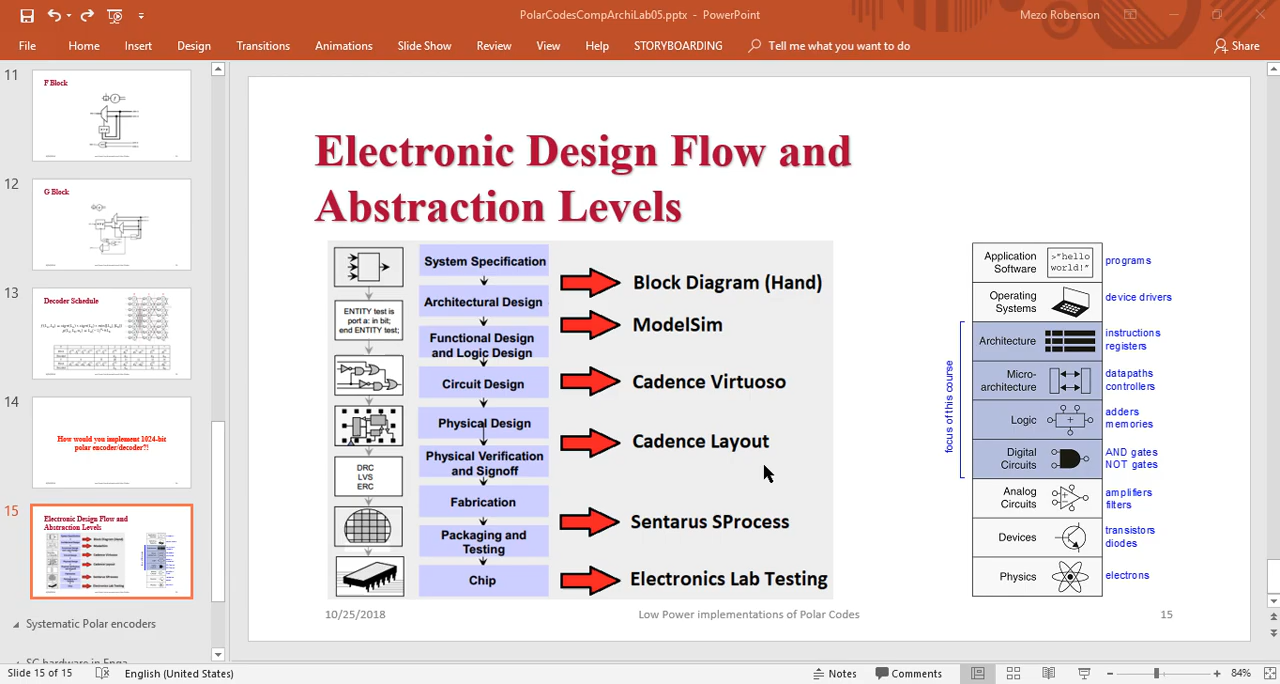 PolarCodesCompArchiLab05.pptx - PowerPoint
Mezo Robenson
File Home Insert Design Transitions Animations Slide Show Review View Help STORYBOARDING Tell me what you want to do Share
11
F Block
12
G Block
13
Decoder Schedule
14
How would you implement 1024-bit
polar encoder/decoder?!
15
Electronic Design Flow and
Abstraction Levels
Systematic Polar encoders
Electronic Design Flow and
Abstraction Levels
ENTITY test is
port a: in bit;
end ENTITY test;
DRC
LVS
ERC
System Specification
Architectural Design
Functional Design
and Logic Design
Circuit Design
Physical Design
Physical Verification
and Signoff
Fabrication
Packaging and
Testing
Chip
Block Diagram (Hand)
ModelSim
Cadence Virtuoso
Cadence Layout
Sentarus SProcess
Electronics Lab Testing
focus of this course
Application
Software
>"hello
world!"
programs
Operating
Systems
device drivers
Architecture
instructions
registers
Micro-
architecture
datapaths
controllers
Logic
adders
memories
Digital
Circuits
AND gates
NOT gates
Analog
Circuits
amplifiers
filters
Devices
transistors
diodes
Physics
electrons
10/25/2018
Low Power implementations of Polar Codes
15
Slide 15 of 15
English (United States)
Notes
Comments
84%